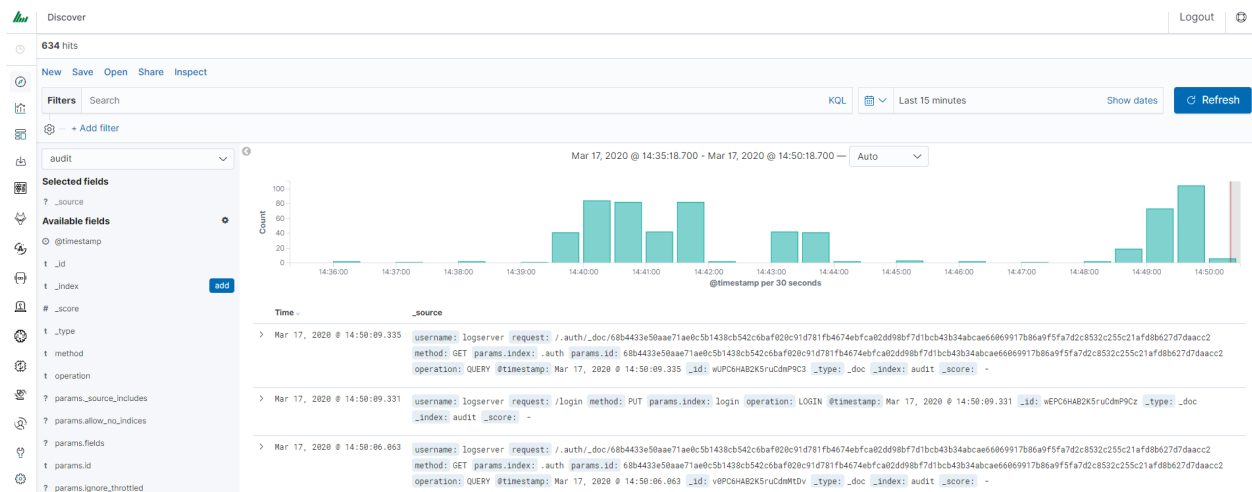 Discover
Logout
634 hits
New Save Open Share Inspect
Filters Search KQL Last 15 minutes Show dates Refresh
+ Add filter
audit
Mar 17, 2020 @ 14:35:18.700 - Mar 17, 2020 @ 14:50:18.700 — Auto
Selected fields
? _source
Available fields
@timestamp
t _id
t _index add
# _score
t _type
t method
t operation
? params._source_includes
? params.allow_no_indices
? params.fields
t params.id
? params.ignore_throttled
Count
100
80
60
40
20
0
14:36:00 14:37:00 14:38:00 14:39:00 14:40:00 14:41:00 14:42:00 14:43:00 14:44:00 14:45:00 14:46:00 14:47:00 14:48:00 14:49:00 14:50:00
@timestamp per 30 seconds
Time _source
Mar 17, 2020 @ 14:50:09.335 username: logserver request: /.auth/_doc/68b4433e50aae71ae0c5b1438cb542c6baf020c91d781fb4674ebfca02dd98bf7d1bcb43b34abcae66069917b86a9f5fa7d2c8532c255c21afd8b627d7daacc2
method: GET params.index: .auth params.id: 68b4433e50aae71ae0c5b1438cb542c6baf020c91d781fb4674ebfca02dd98bf7d1bcb43b34abcae66069917b86a9f5fa7d2c8532c255c21afd8b627d7daacc2
operation: QUERY @timestamp: Mar 17, 2020 @ 14:50:09.335 _id: wUPC6HAB2K5ruCdmP9C3 _type: _doc _index: audit _score: -
Mar 17, 2020 @ 14:50:09.331 username: logserver request: /login method: PUT params.index: login operation: LOGIN @timestamp: Mar 17, 2020 @ 14:50:09.331 _id: wEPC6HAB2K5ruCdmP9Cz _type: _doc
_index: audit _score: -
Mar 17, 2020 @ 14:50:06.063 username: logserver request: /.auth/_doc/68b4433e50aae71ae0c5b1438cb542c6baf020c91d781fb4674ebfca02dd98bf7d1bcb43b34abcae66069917b86a9f5fa7d2c8532c255c21afd8b627d7daacc2
method: GET params.index: .auth params.id: 68b4433e50aae71ae0c5b1438cb542c6baf020c91d781fb4674ebfca02dd98bf7d1bcb43b34abcae66069917b86a9f5fa7d2c8532c255c21afd8b627d7daacc2
operation: QUERY @timestamp: Mar 17, 2020 @ 14:50:06.063 _id: v0PC6HAB2K5ruCdmMtDv _type: _doc _index: audit _score: -